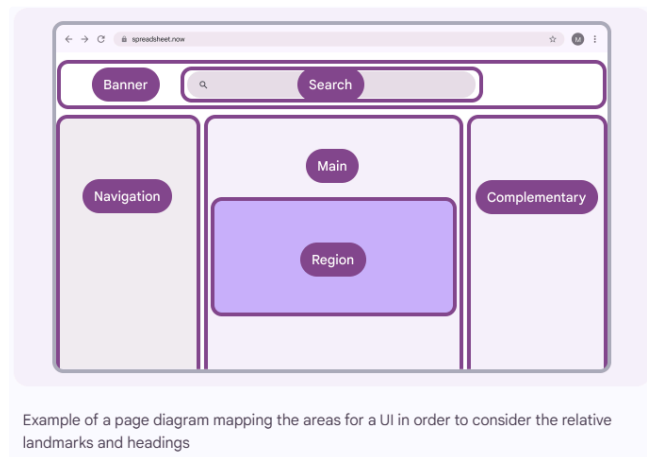 spreadsheet.now
M
Banner
Search
Main
Navigation
Complementary
Region
Example of a page diagram mapping the areas for a UI in order to consider the relative
landmarks and headings